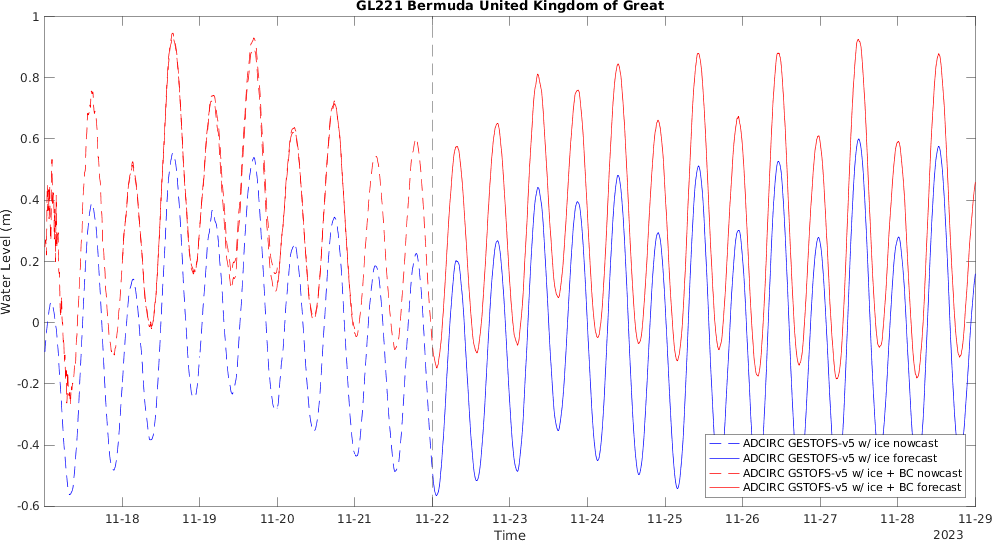 GL221 Bermuda United Kingdom of Great
1
0.8
0.6
0.4
0.2
0
-0.2
-0.4
-0.6
Water Level (m)
ADCIRC GESTOFS-v5 w/ ice nowcast
ADCIRC GESTOFS-v5 w/ ice forecast
ADCIRC GSTOFS-v5 w/ ice + BC nowcast
ADCIRC GSTOFS-v5 w/ ice + BC forecast
11-18 11-19 11-20 11-21 11-22 11-23 11-24 11-25 11-26 11-27 11-28 11-29
Time
2023